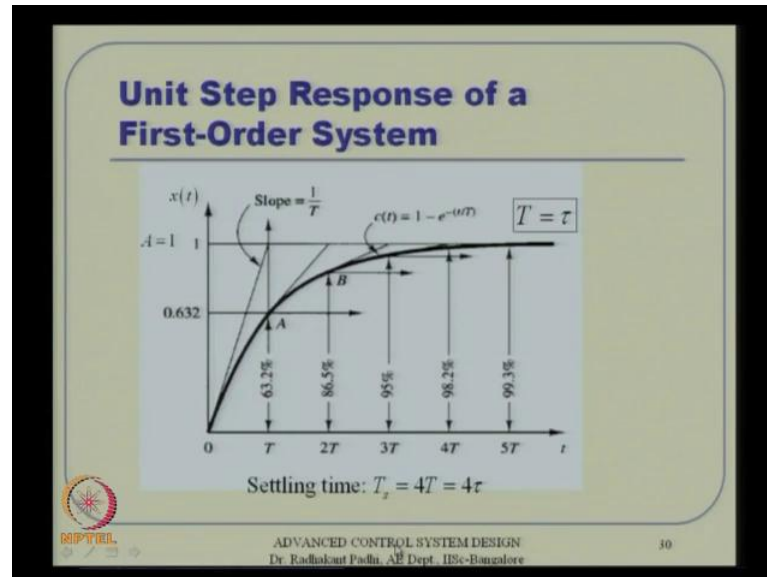 Unit Step Response of a
First-Order System
x(t)
Slope = 1/T
c(t) = 1 − e^−(t/T)
T = τ
A = 1
1
0.632
A
B
63.2%
86.5%
95%
98.2%
99.3%
0
T
2T
3T
4T
5T
t
Settling time: T_s = 4T = 4τ
NPTEL
ADVANCED CONTROL SYSTEM DESIGN
Dr. Radhakant Padhi, AE Dept., IISc-Bangalore
30